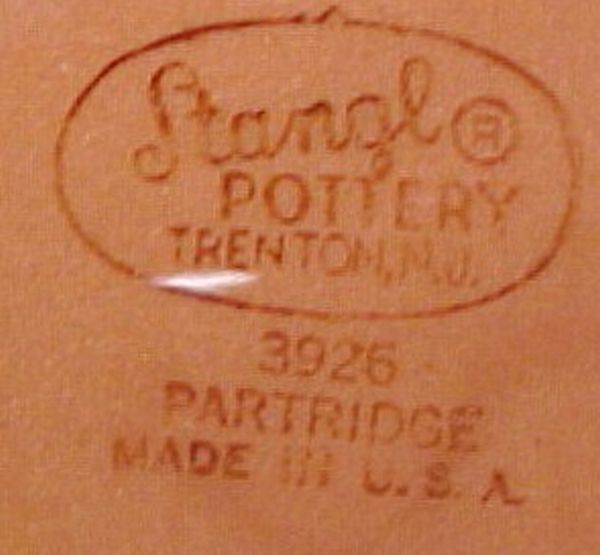 Stangl ®
POTTERY
TRENTON, N.J.
3926
PARTRIDGE
MADE IN U.S.A.